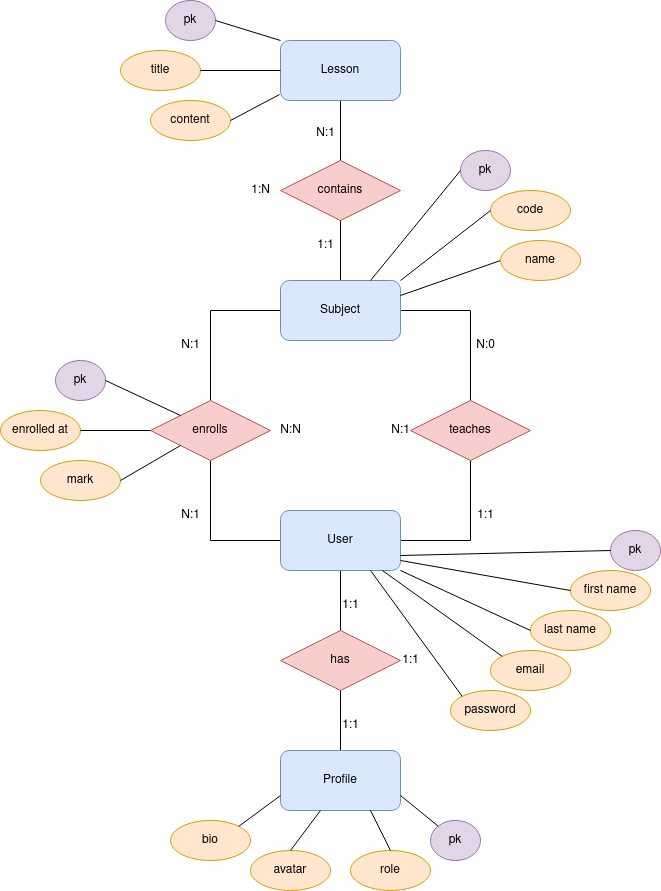 pk
Lesson
title
content
N:1
1:N
contains
pk
code
1:1
name
Subject
N:1
N:0
pk
enrolled at
enrolls
N:N
N:1
teaches
mark
N:1
1:1
User
pk
first name
1:1
last name
has
1:1
email
password
1:1
Profile
bio
pk
avatar
role